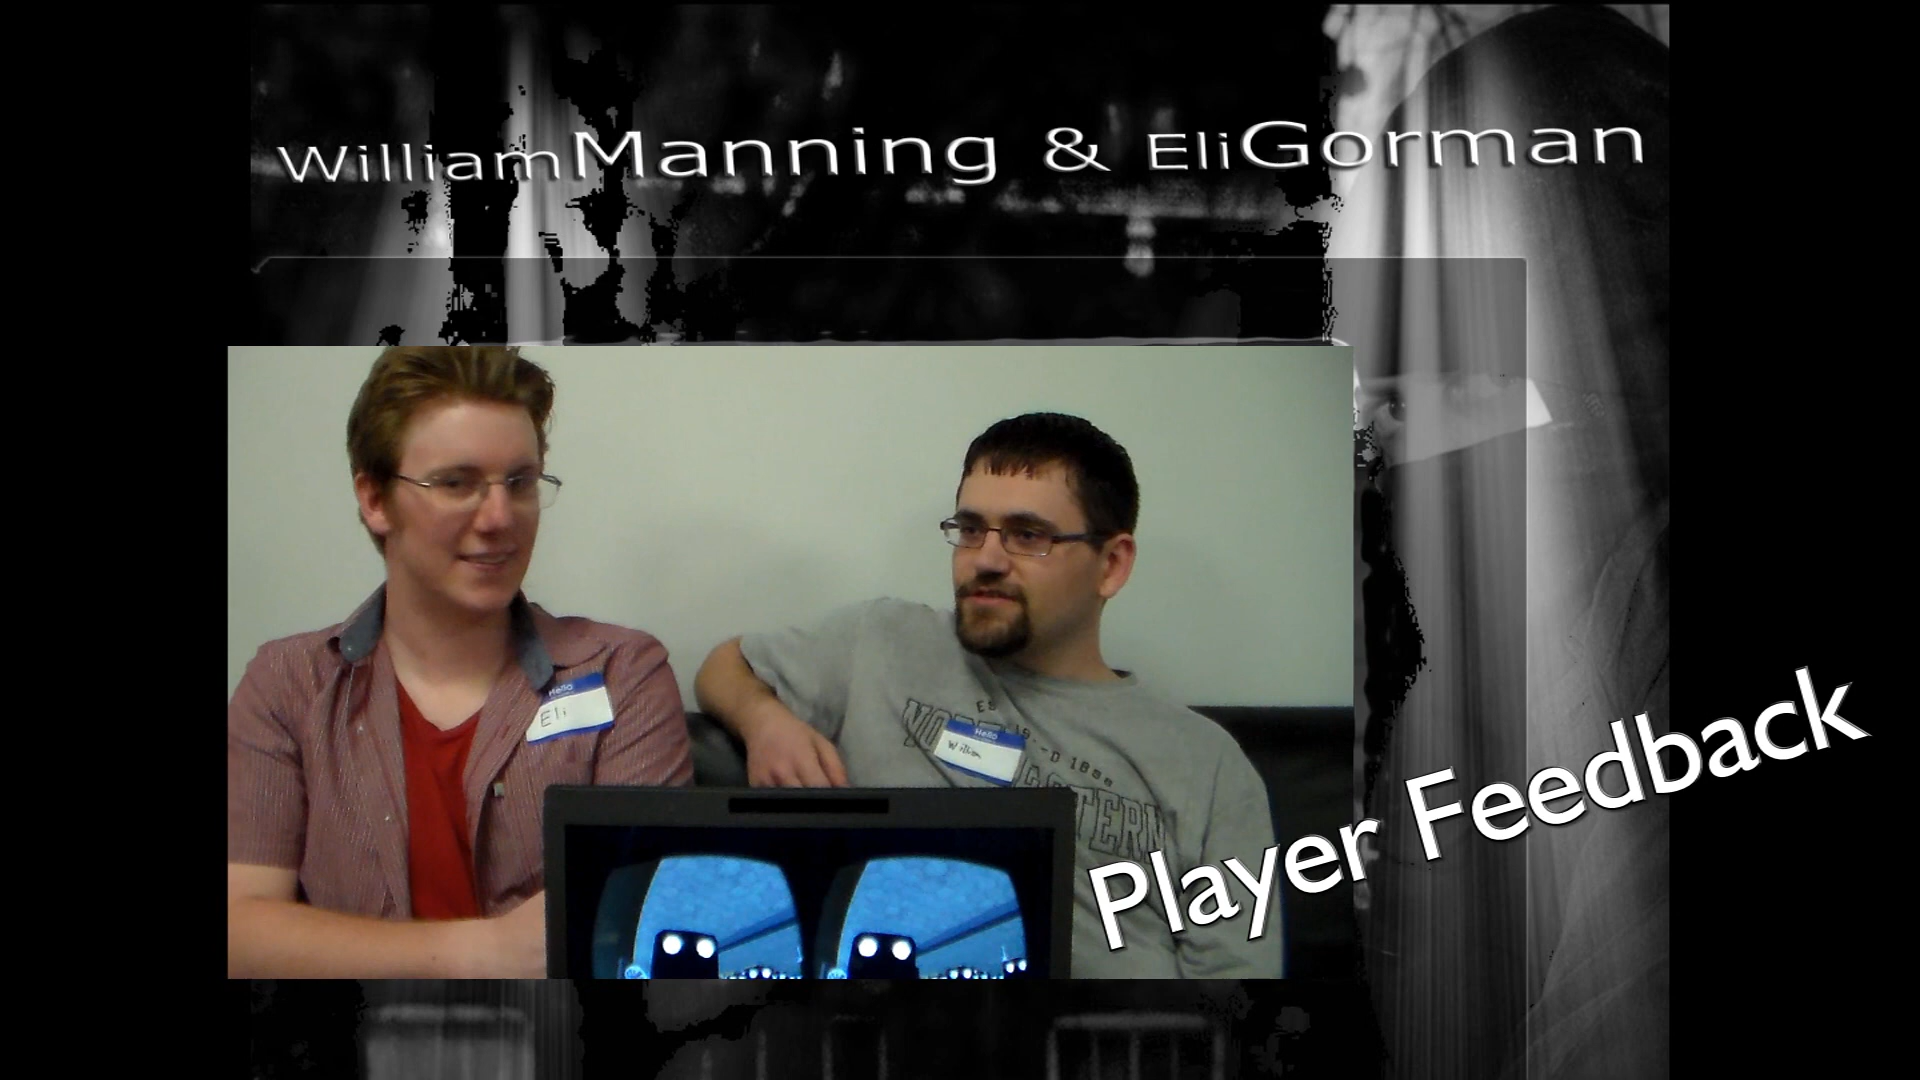 WilliamManning & EliGorman
Hello
Eli
Hello
William
Player Feedback